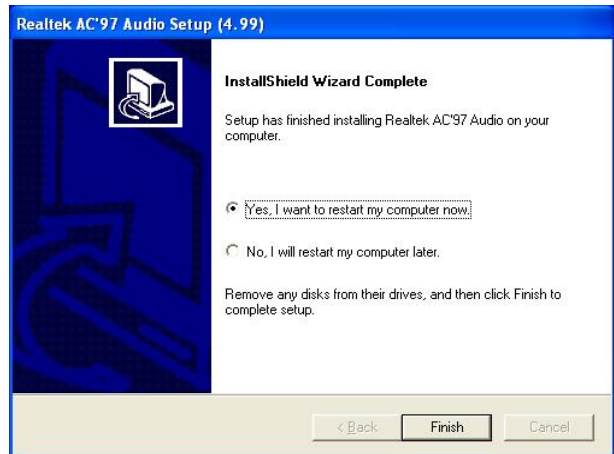 Realtek AC'97 Audio Setup (4.99)
InstallShield Wizard Complete
Setup has finished installing Realtek AC'97 Audio on your
computer.
Yes, I want to restart my computer now.
No, I will restart my computer later.
Remove any disks from their drives, and then click Finish to
complete setup.
< Back Finish Cancel